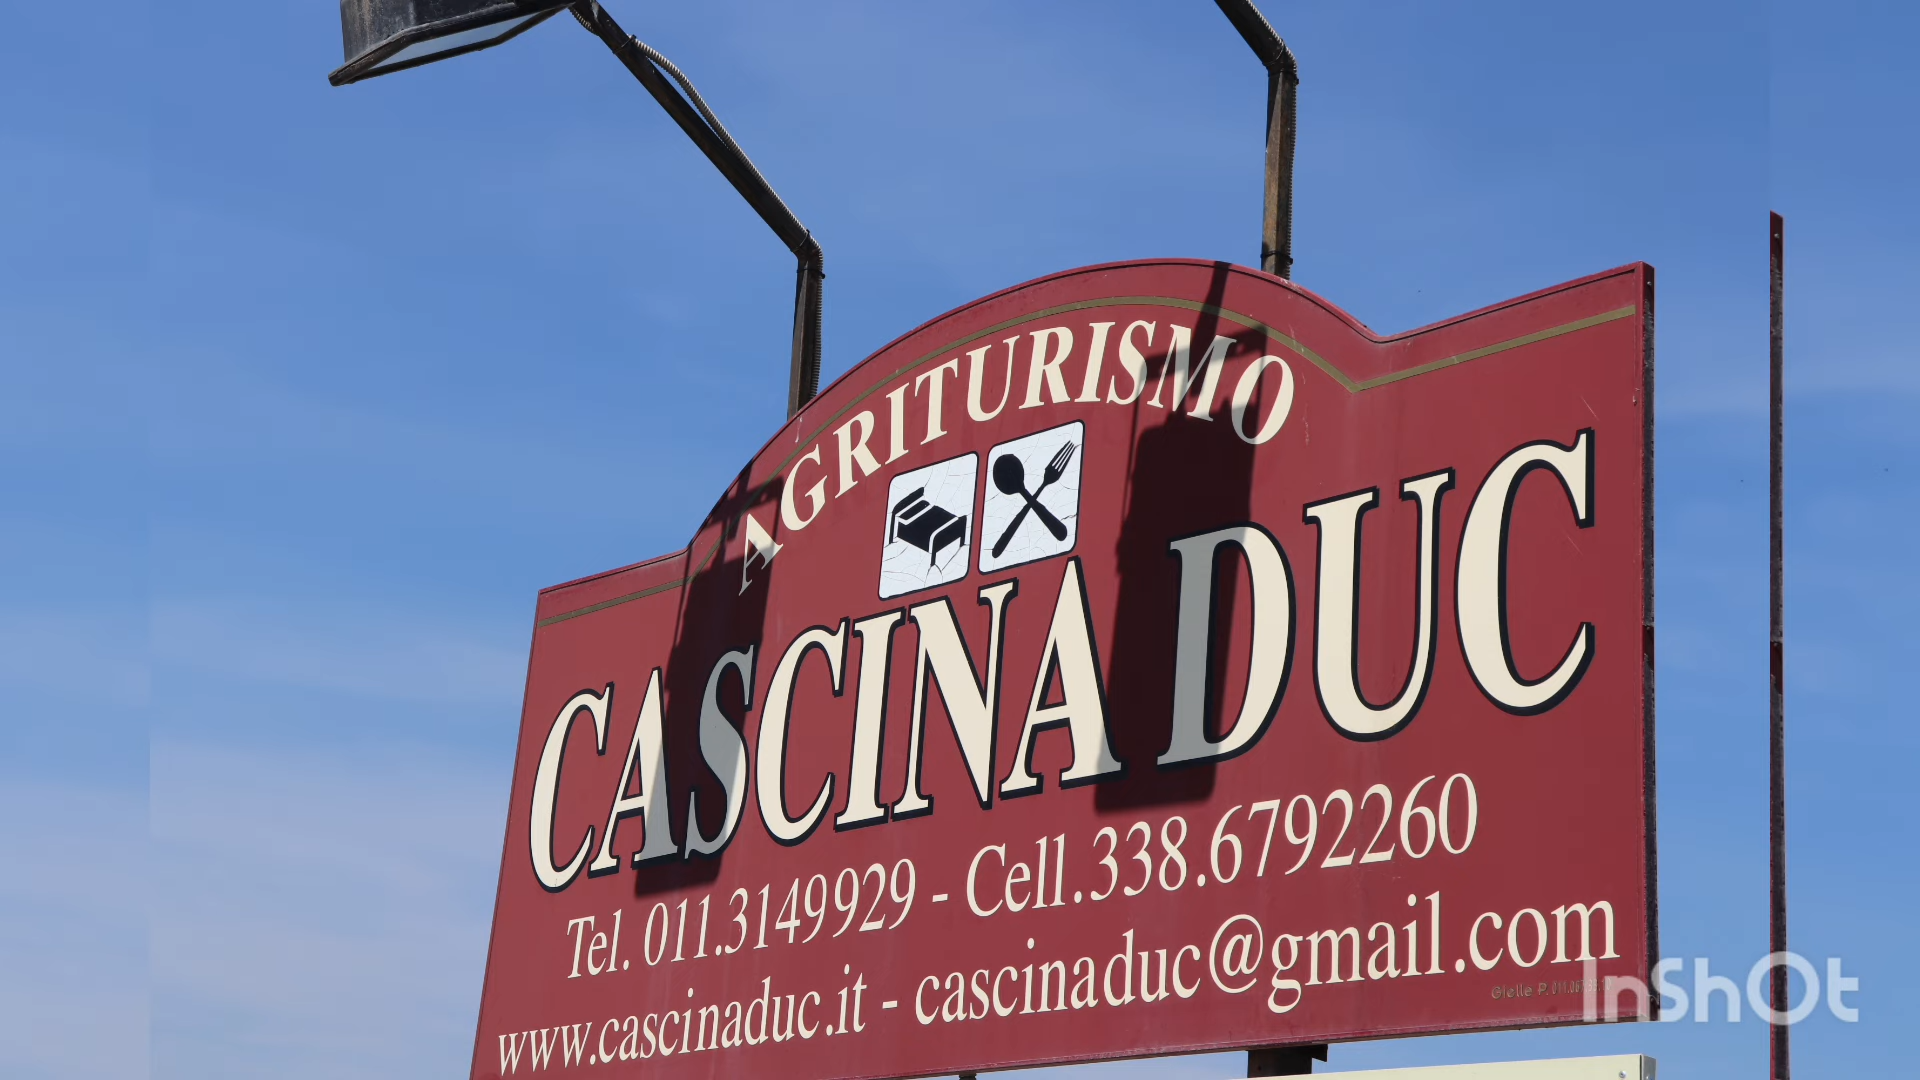 AGRITURISMO
CASCINA DUC
Tel. 011.3149929 - Cell.338.6792260
www.cascinaduc.it - cascinaduc@gmail.com
InShOt